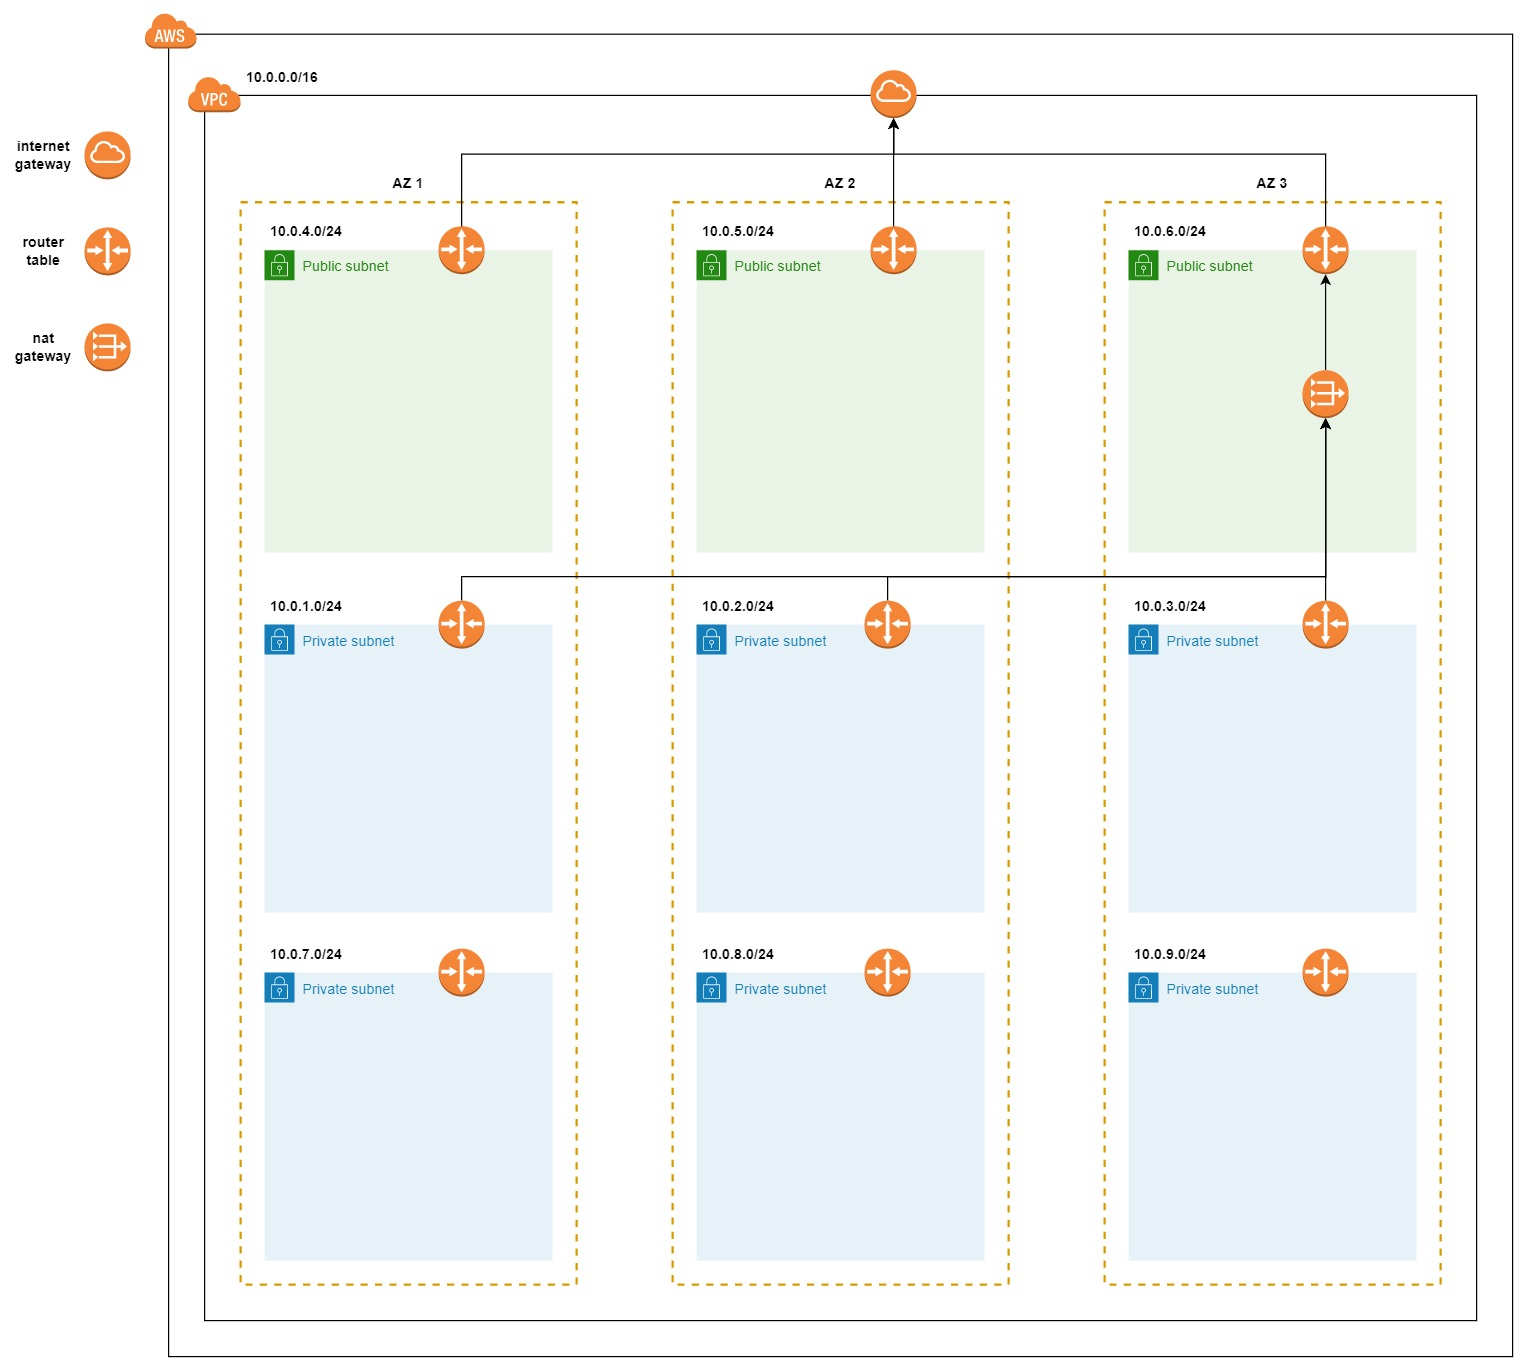 AWS
10.0.0.0/16
VPC
internet
gateway
router
table
nat
gateway
AZ 1
AZ 2
AZ 3
10.0.4.0/24
Public subnet
10.0.5.0/24
Public subnet
10.0.6.0/24
Public subnet
10.0.1.0/24
Private subnet
10.0.2.0/24
Private subnet
10.0.3.0/24
Private subnet
10.0.7.0/24
Private subnet
10.0.8.0/24
Private subnet
10.0.9.0/24
Private subnet